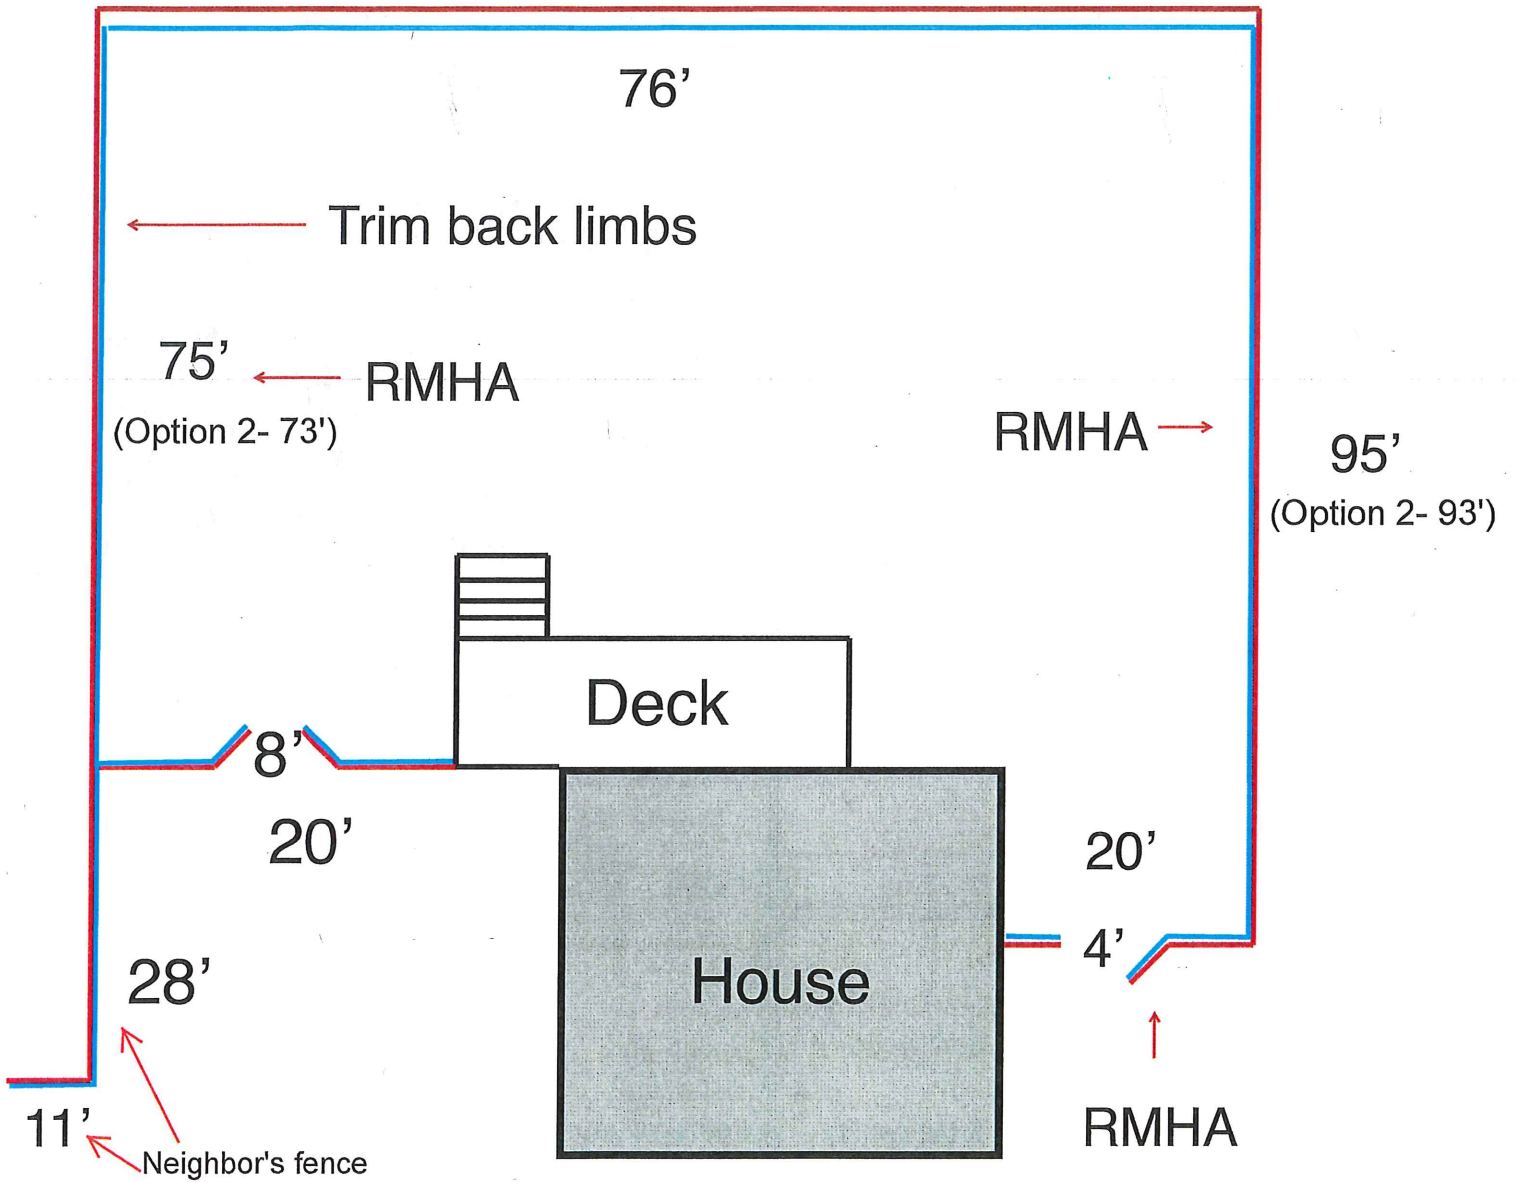 76’
Trim back limbs
75’
RMHA
(Option 2- 73')
RMHA
95’
(Option 2- 93')
Deck
8’
20’
20’
4’
House
28’
RMHA
11’
Neighbor's fence